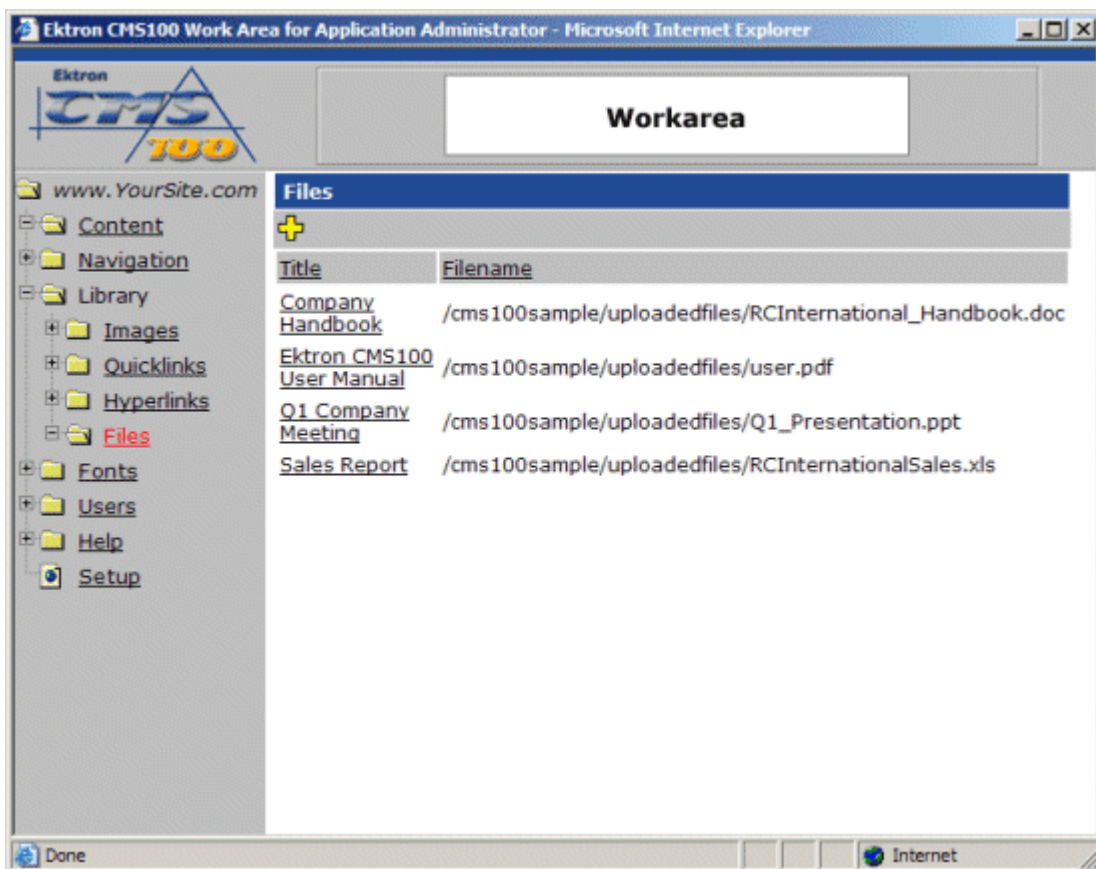 Ektron CMS100 Work Area for Application Administrator - Microsoft Internet Explorer
Ektron
CMS
100
Workarea
www.YourSite.com
Content
Navigation
Library
Images
Quicklinks
Hyperlinks
Files
Fonts
Users
Help
Setup
Files
Title Filename
Company
Handbook /cms100sample/uploadedfiles/RCInternational_Handbook.doc
Ektron CMS100
User Manual /cms100sample/uploadedfiles/user.pdf
Q1 Company
Meeting /cms100sample/uploadedfiles/Q1_Presentation.ppt
Sales Report /cms100sample/uploadedfiles/RCInternationalSales.xls
Done Internet